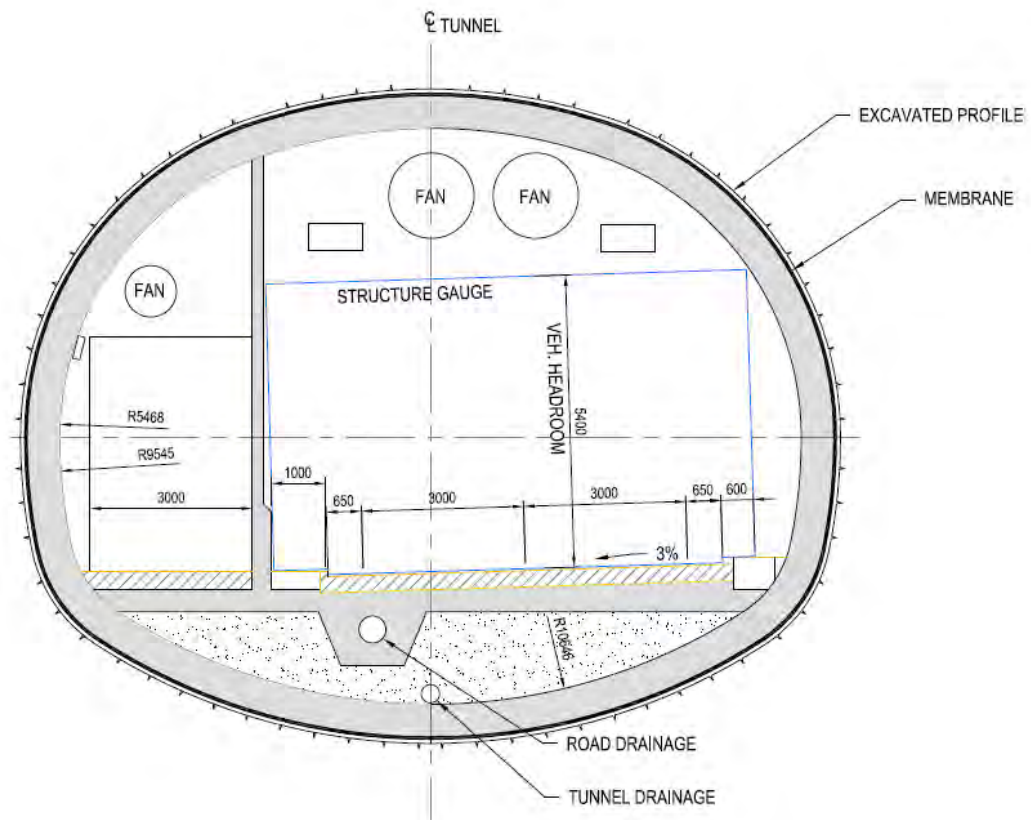 ℄ TUNNEL
EXCAVATED PROFILE
MEMBRANE
FAN
FAN
FAN
STRUCTURE GAUGE
VEH. HEADROOM
5400
R5468
R9545
3000
1000
650
3000
3000
650
600
3%
R10646
ROAD DRAINAGE
TUNNEL DRAINAGE